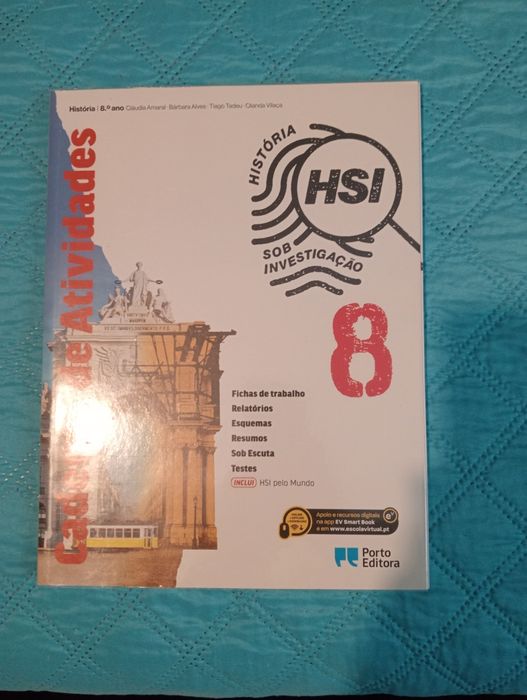 História | 8.º ano Cláudia Amaral · Bárbara Alves · Tiago Tadeu · Olanda Vilaça
Caderno de Atividades
HISTÓRIA
HSI
SOB
INVESTIGAÇÃO
8
Fichas de trabalho
Relatórios
Esquemas
Resumos
Sob Escuta
Testes
INCLUI HSI pelo Mundo
Apoio e recursos digitais
na app EV Smart Book
e em www.escolavirtual.pt
Porto
Editora